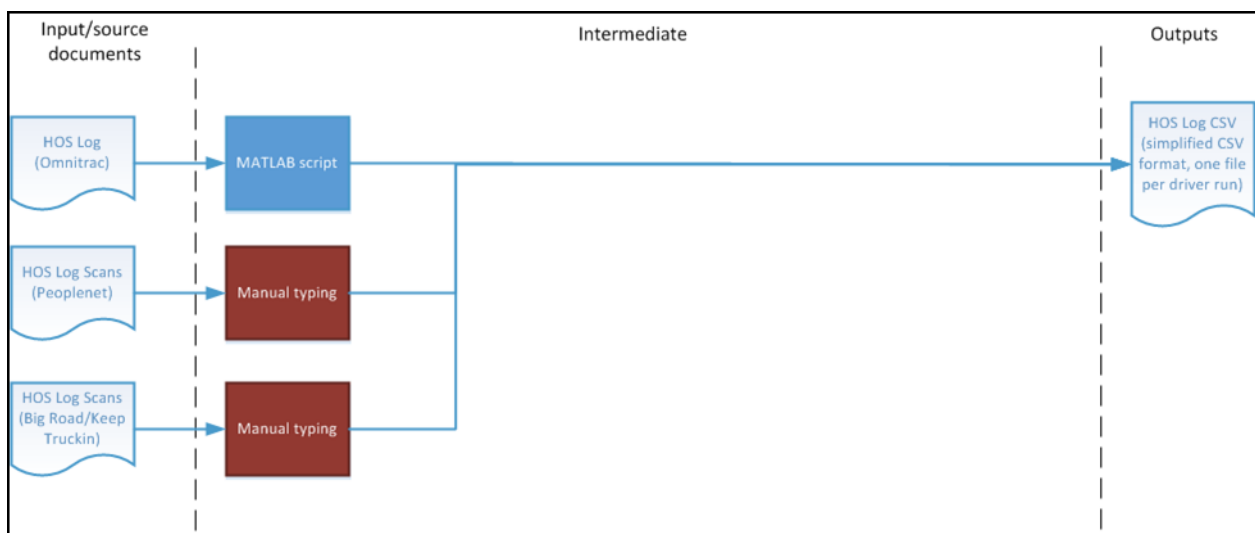 Input/source
documents
Intermediate
Outputs
HOS Log
(Omnitrac)
MATLAB script
HOS Log CSV
(simplified CSV
format, one file
per driver run)
HOS Log Scans
(Peoplenet)
Manual typing
HOS Log Scans
(Big Road/Keep
Truckin)
Manual typing